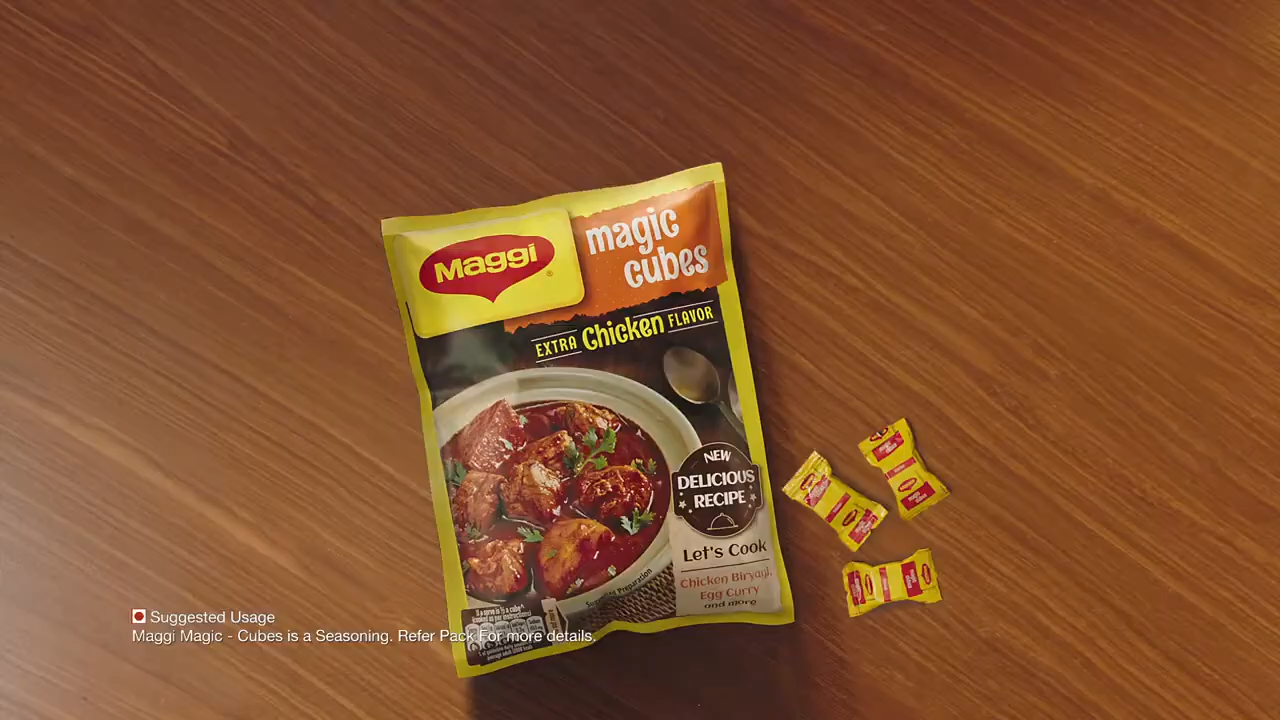 Maggi
magic
cubes
EXTRA Chicken FLAVOR
NEW
DELICIOUS
RECIPE
Let's Cook
Chicken Biryani,
Egg Curry
and more
Suggested Usage
Maggi Magic - Cubes is a Seasoning. Refer Pack For more details.